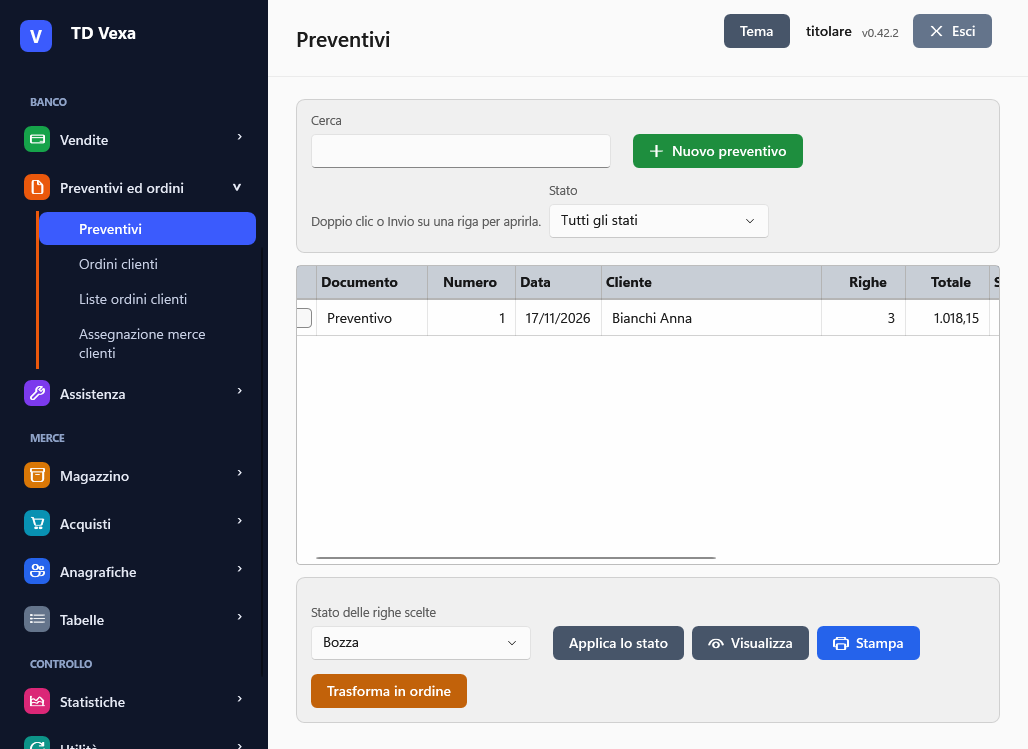 V
TD Vexa
BANCO
Vendite
Preventivi ed ordini
Preventivi
Ordini clienti
Liste ordini clienti
Assegnazione merce
clienti
Assistenza
MERCE
Magazzino
Acquisti
Anagrafiche
Tabelle
CONTROLLO
Statistiche
Utilità
Preventivi
Tema
titolare
v0.42.2
Esci
Cerca
Nuovo preventivo
Stato
Doppio clic o Invio su una riga per aprirla.
Tutti gli stati
Documento Numero Data Cliente Righe Totale
Preventivo 1 17/11/2026 Bianchi Anna 3 1.018,15
Stato delle righe scelte
Bozza
Applica lo stato
Visualizza
Stampa
Trasforma in ordine